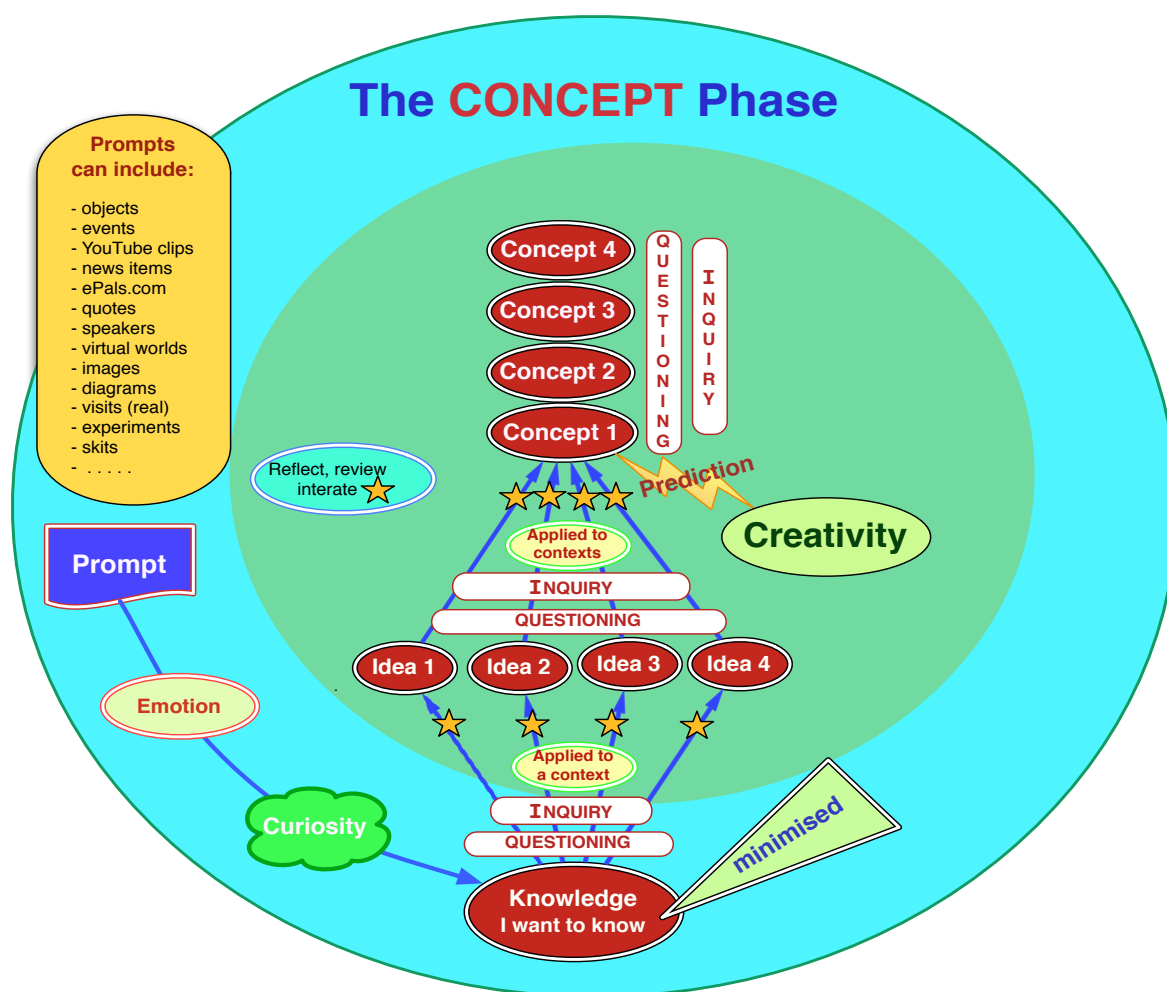 The CONCEPT Phase
Prompts
can include:
- objects
- events
- YouTube clips
- news items
- ePals.com
- quotes
- speakers
- virtual worlds
- images
- diagrams
- visits (real)
- experiments
- skits
- . . . . .
Concept 4
Concept 3
Concept 2
Concept 1
QUESTIONING
INQUIRY
Reflect, review
interate
Prediction
Creativity
Applied to
contexts
INQUIRY
QUESTIONING
Idea 1
Idea 2
Idea 3
Idea 4
Prompt
Emotion
Curiosity
Applied to
a context
INQUIRY
QUESTIONING
Knowledge
I want to know
minimised